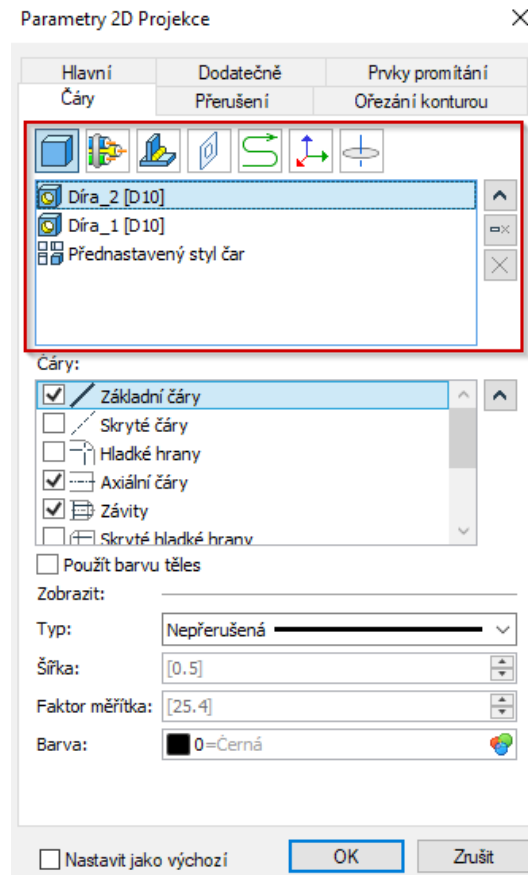 Parametry 2D Projekce
Hlavní Dodatečně Prvky promítání
Čáry Přerušení Ořezání konturou
Díra_2 [D10]
Díra_1 [D10]
Přednastavený styl čar
Čáry:
Základní čáry
Skryté čáry
Hladké hrany
Axiální čáry
Závity
Skryté hladké hrany
Použít barvu těles
Zobrazit:
Typ: Nepřerušená
Šířka: [0.5]
Faktor měřítka: [25.4]
Barva: 0=Černá
Nastavit jako výchozí OK Zrušit